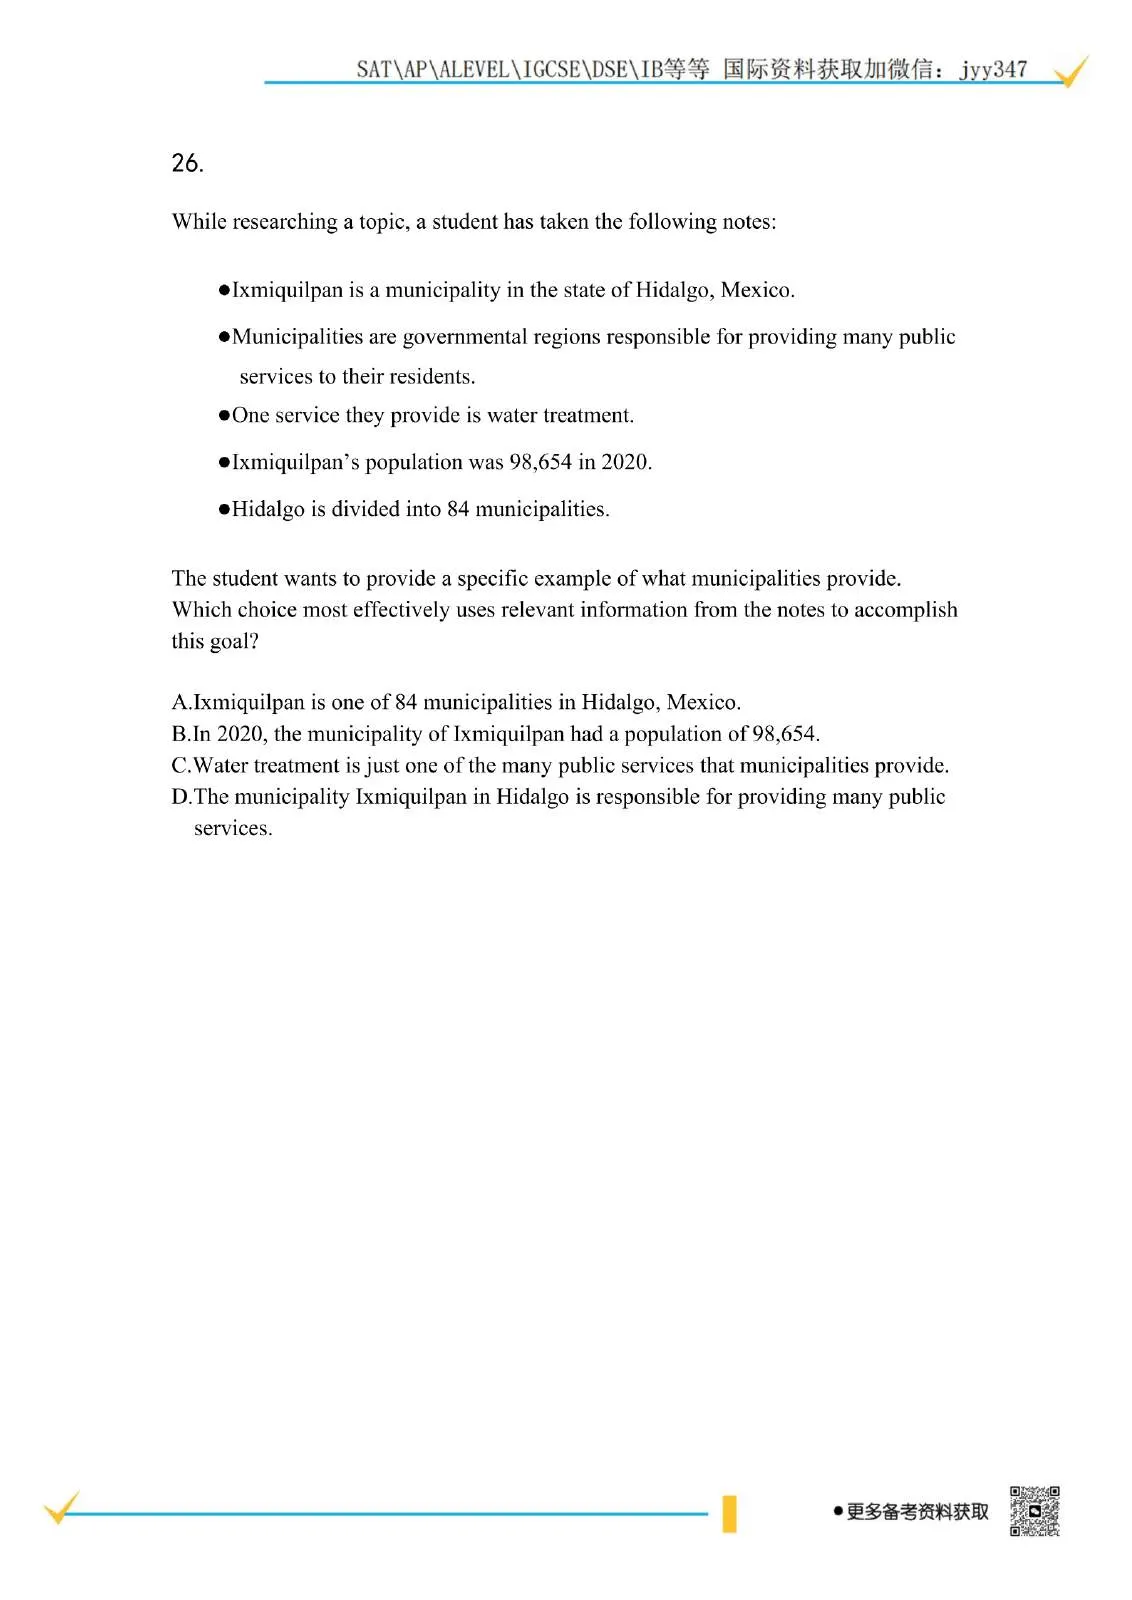 SAT\AP\ALEVEL\IGCSE\DSE\IB等等 国际资料获取加微信：jyy347
26.
While researching a topic, a student has taken the following notes:
●Ixmiquilpan is a municipality in the state of Hidalgo, Mexico.
●Municipalities are governmental regions responsible for providing many public
services to their residents.
●One service they provide is water treatment.
●Ixmiquilpan’s population was 98,654 in 2020.
●Hidalgo is divided into 84 municipalities.
The student wants to provide a specific example of what municipalities provide.
Which choice most effectively uses relevant information from the notes to accomplish
this goal?
A.Ixmiquilpan is one of 84 municipalities in Hidalgo, Mexico.
B.In 2020, the municipality of Ixmiquilpan had a population of 98,654.
C.Water treatment is just one of the many public services that municipalities provide.
D.The municipality Ixmiquilpan in Hidalgo is responsible for providing many public
services.
●更多备考资料获取